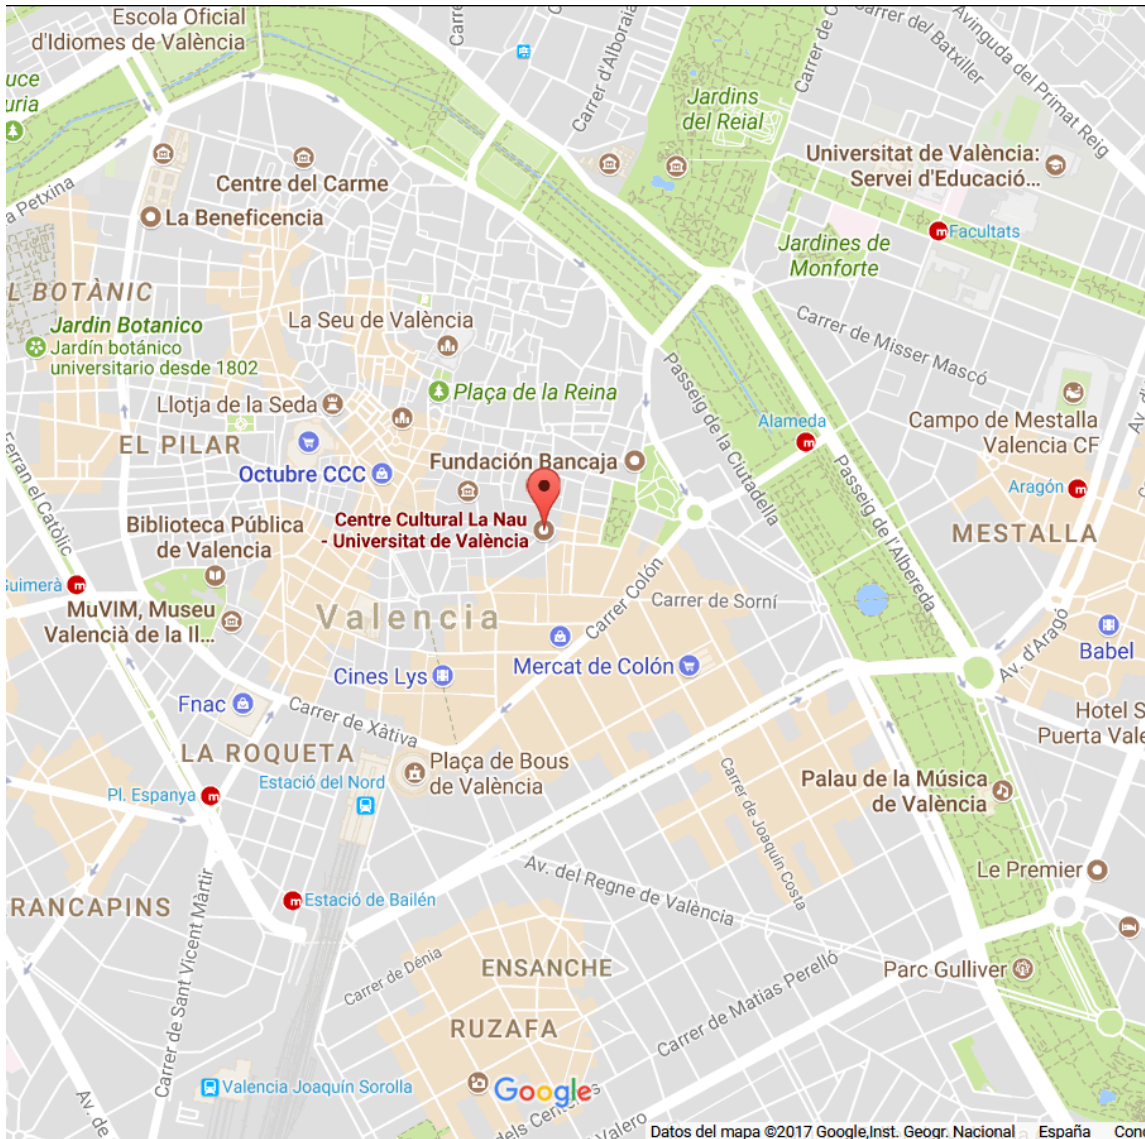 Escola Oficial
d'Idiomes de València
Carrer d'Alboraia
Carrer del Batxiller
Avinguda del Primat Reig
Jardins
del Reial
Universitat de València:
Servei d'Educació...
Centre del Carme
La Beneficencia
Facultats
Jardines de
Monforte
L BOTÀNIC
Jardin Botanico
Jardín botánico
universitario desde 1802
La Seu de València
Carrer de Misser Mascó
Plaça de la Reina
Llotja de la Seda
Passeig de la Ciutadella
Alameda
Campo de Mestalla
Valencia CF
EL PILAR
Octubre CCC
Fundación Bancaja
Aragón
Ferran el Catòlic
Centre Cultural La Nau
- Universitat de València
Biblioteca Pública
de Valencia
MESTALLA
Passeig de l'Albereda
Guimerà
MuVIM, Museu
Valencià de la Il...
Valencia
Carrer Colón
Carrer de Sorní
Av. d'Aragó
Babel
Mercat de Colón
Cines Lys
Fnac
Carrer de Xàtiva
Hotel S
Puerta Vale
LA ROQUETA
Plaça de Bous
de València
Estació del Nord
Pl. Espanya
Palau de la Música
de València
Carrer de Joaquín Costa
Av. del Regne de València
Le Premier
RANCAPINS
Estació de Bailén
Carrer de Sant Vicent Màrtir
Carrer de Dénia
ENSANCHE
Parc Gulliver
Carrer de Matias Perelló
RUZAFA
Valencia Joaquín Sorolla
Google
Av. de
Valero
Datos del mapa ©2017 Google,Inst. Geogr. Nacional España Con